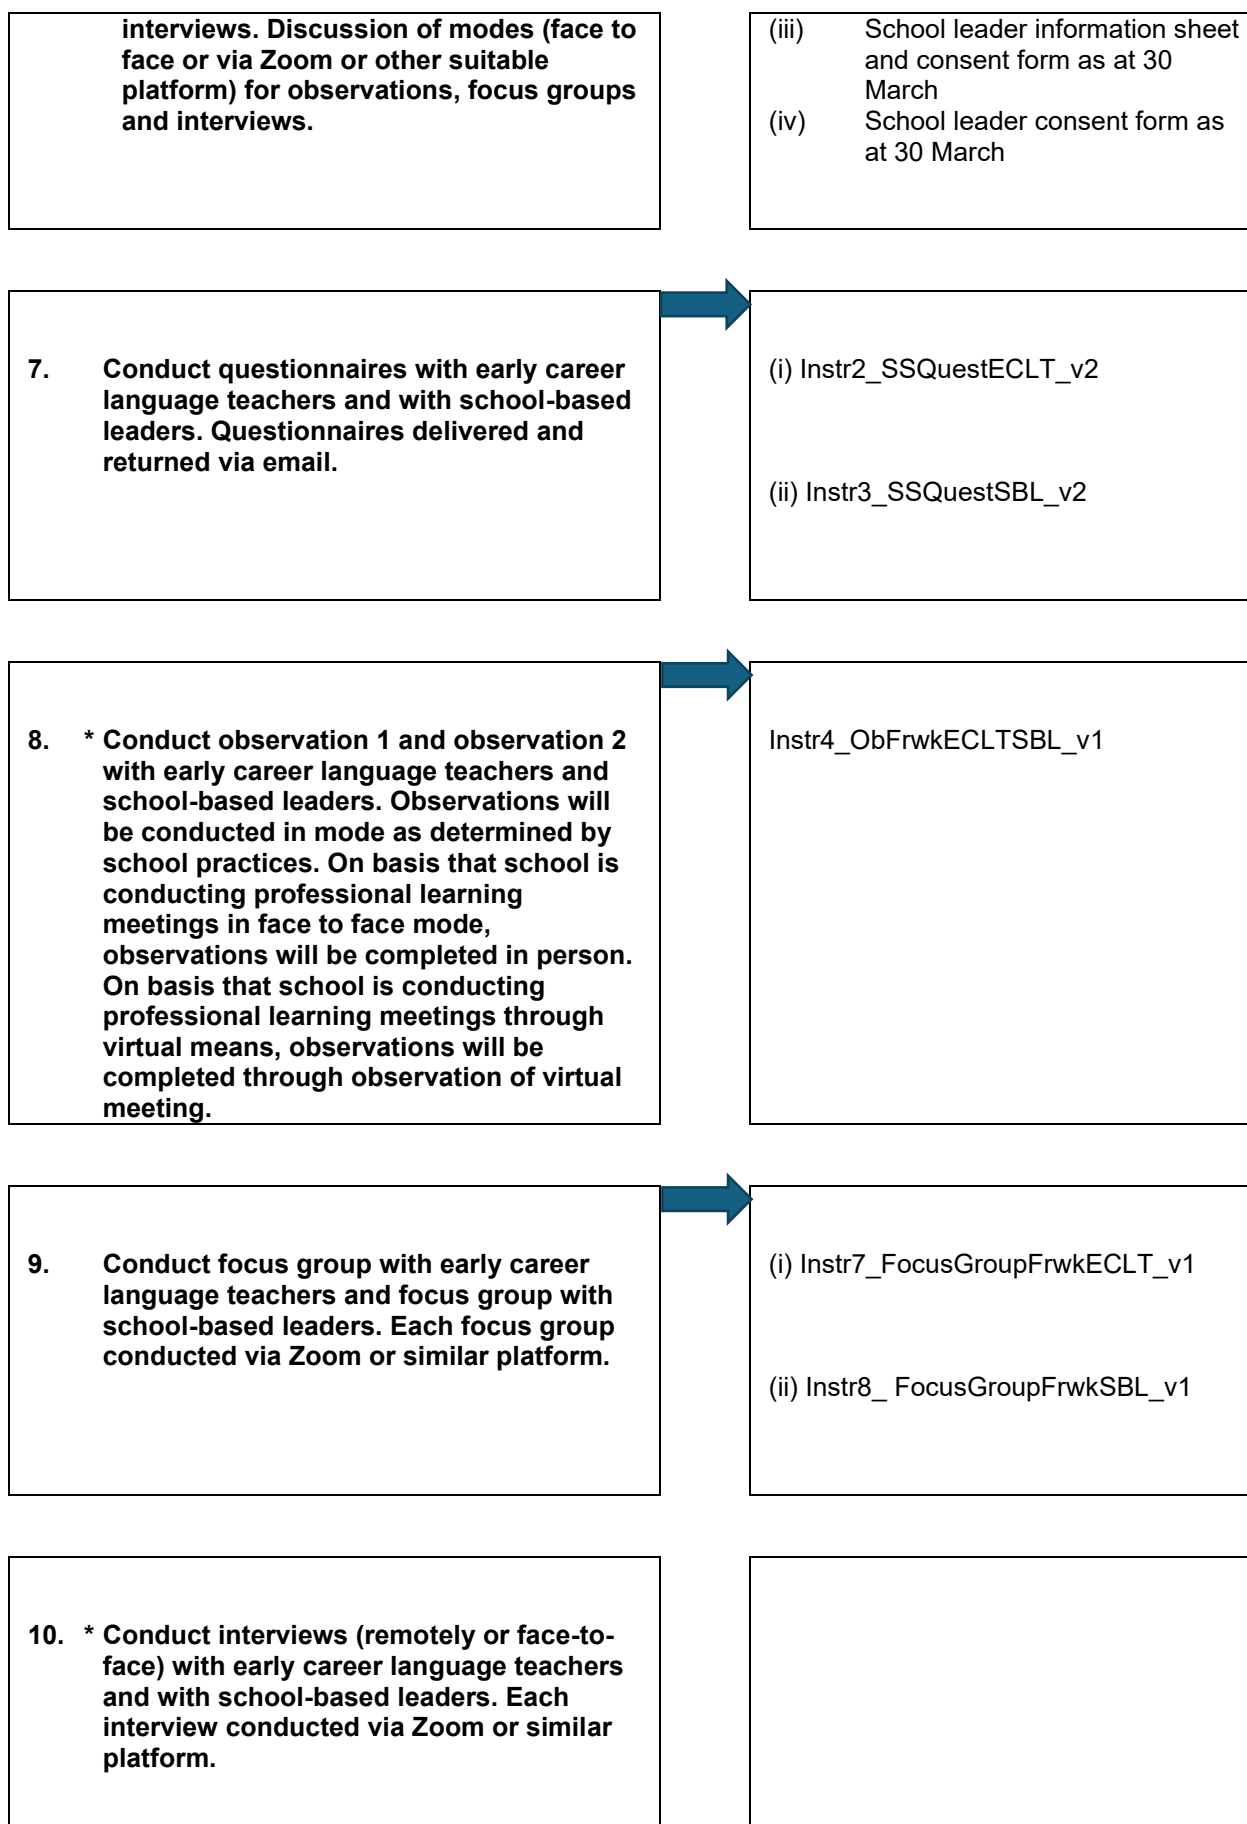 interviews. Discussion of modes (face to
face or via Zoom or other suitable
platform) for observations, focus groups
and interviews.
(iii) School leader information sheet
and consent form as at 30
March
(iv) School leader consent form as
at 30 March
7. Conduct questionnaires with early career
language teachers and with school-based
leaders. Questionnaires delivered and
returned via email.
(i) Instr2_SSQuestECLT_v2
(ii) Instr3_SSQuestSBL_v2
8. * Conduct observation 1 and observation 2
with early career language teachers and
school-based leaders. Observations will
be conducted in mode as determined by
school practices. On basis that school is
conducting professional learning
meetings in face to face mode,
observations will be completed in person.
On basis that school is conducting
professional learning meetings through
virtual means, observations will be
completed through observation of virtual
meeting.
Instr4_ObFrwkECLTSBL_v1
9. Conduct focus group with early career
language teachers and focus group with
school-based leaders. Each focus group
conducted via Zoom or similar platform.
(i) Instr7_FocusGroupFrwkECLT_v1
(ii) Instr8_ FocusGroupFrwkSBL_v1
10. * Conduct interviews (remotely or face-to-
face) with early career language teachers
and with school-based leaders. Each
interview conducted via Zoom or similar
platform.